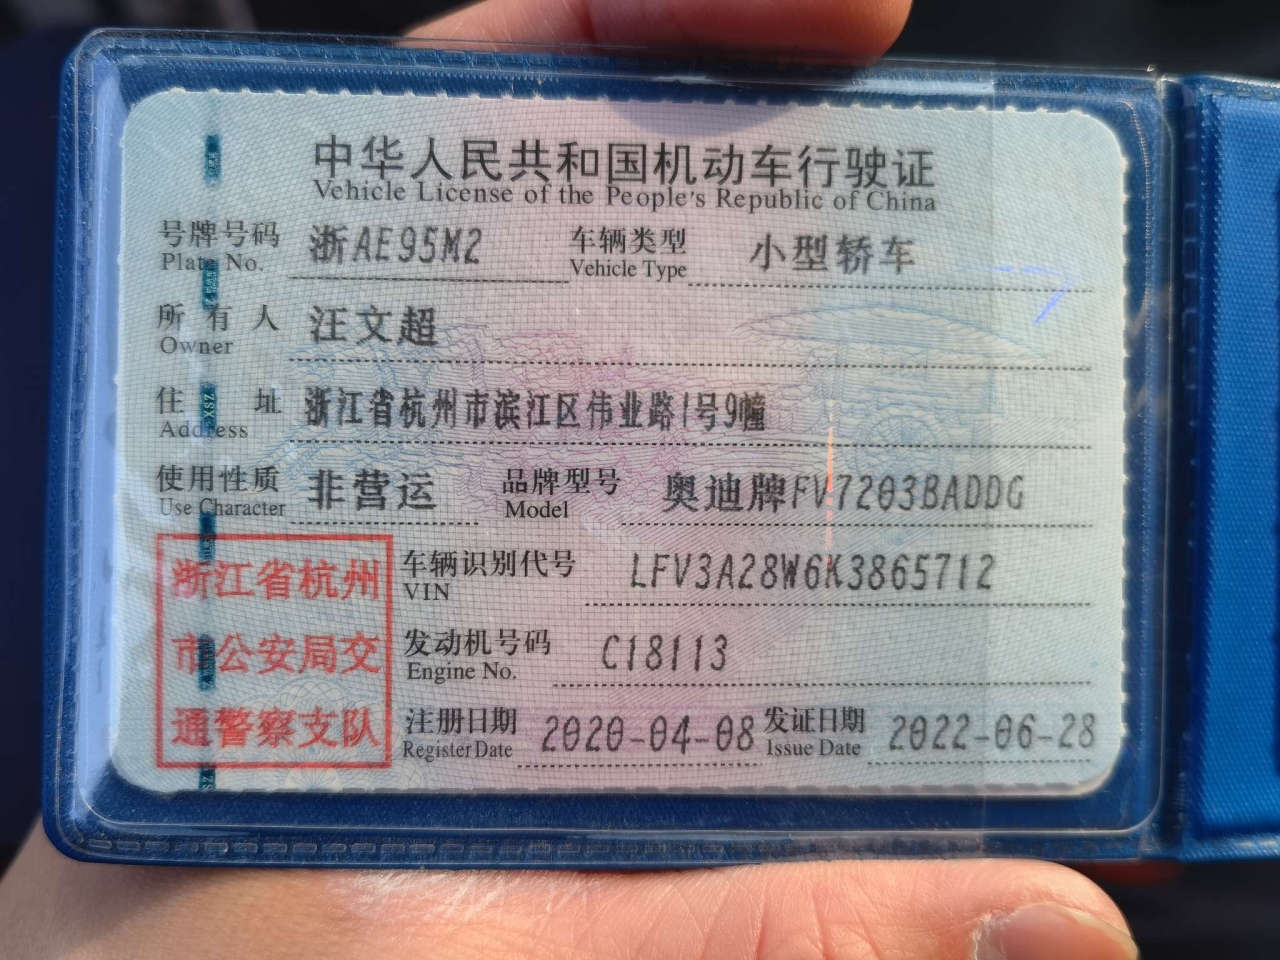 中华人民共和国机动车行驶证
Vehicle License of the People's Republic of China
号牌号码 浙AE95M2 车辆类型 小型轿车
Plate No. Vehicle Type
所有人 汪文超
Owner
住址 浙江省杭州市滨江区伟业路1号9幢
Address
使用性质 非营运 品牌型号 奥迪牌FV7203BADDG
Use Character Model
浙江省杭州 车辆识别代号 LFV3A28W6K3865712
VIN
市公安局交 发动机号码 C18113
Engine No.
通警察支队 注册日期 2020-04-08 发证日期 2022-06-28
Register Date Issue Date